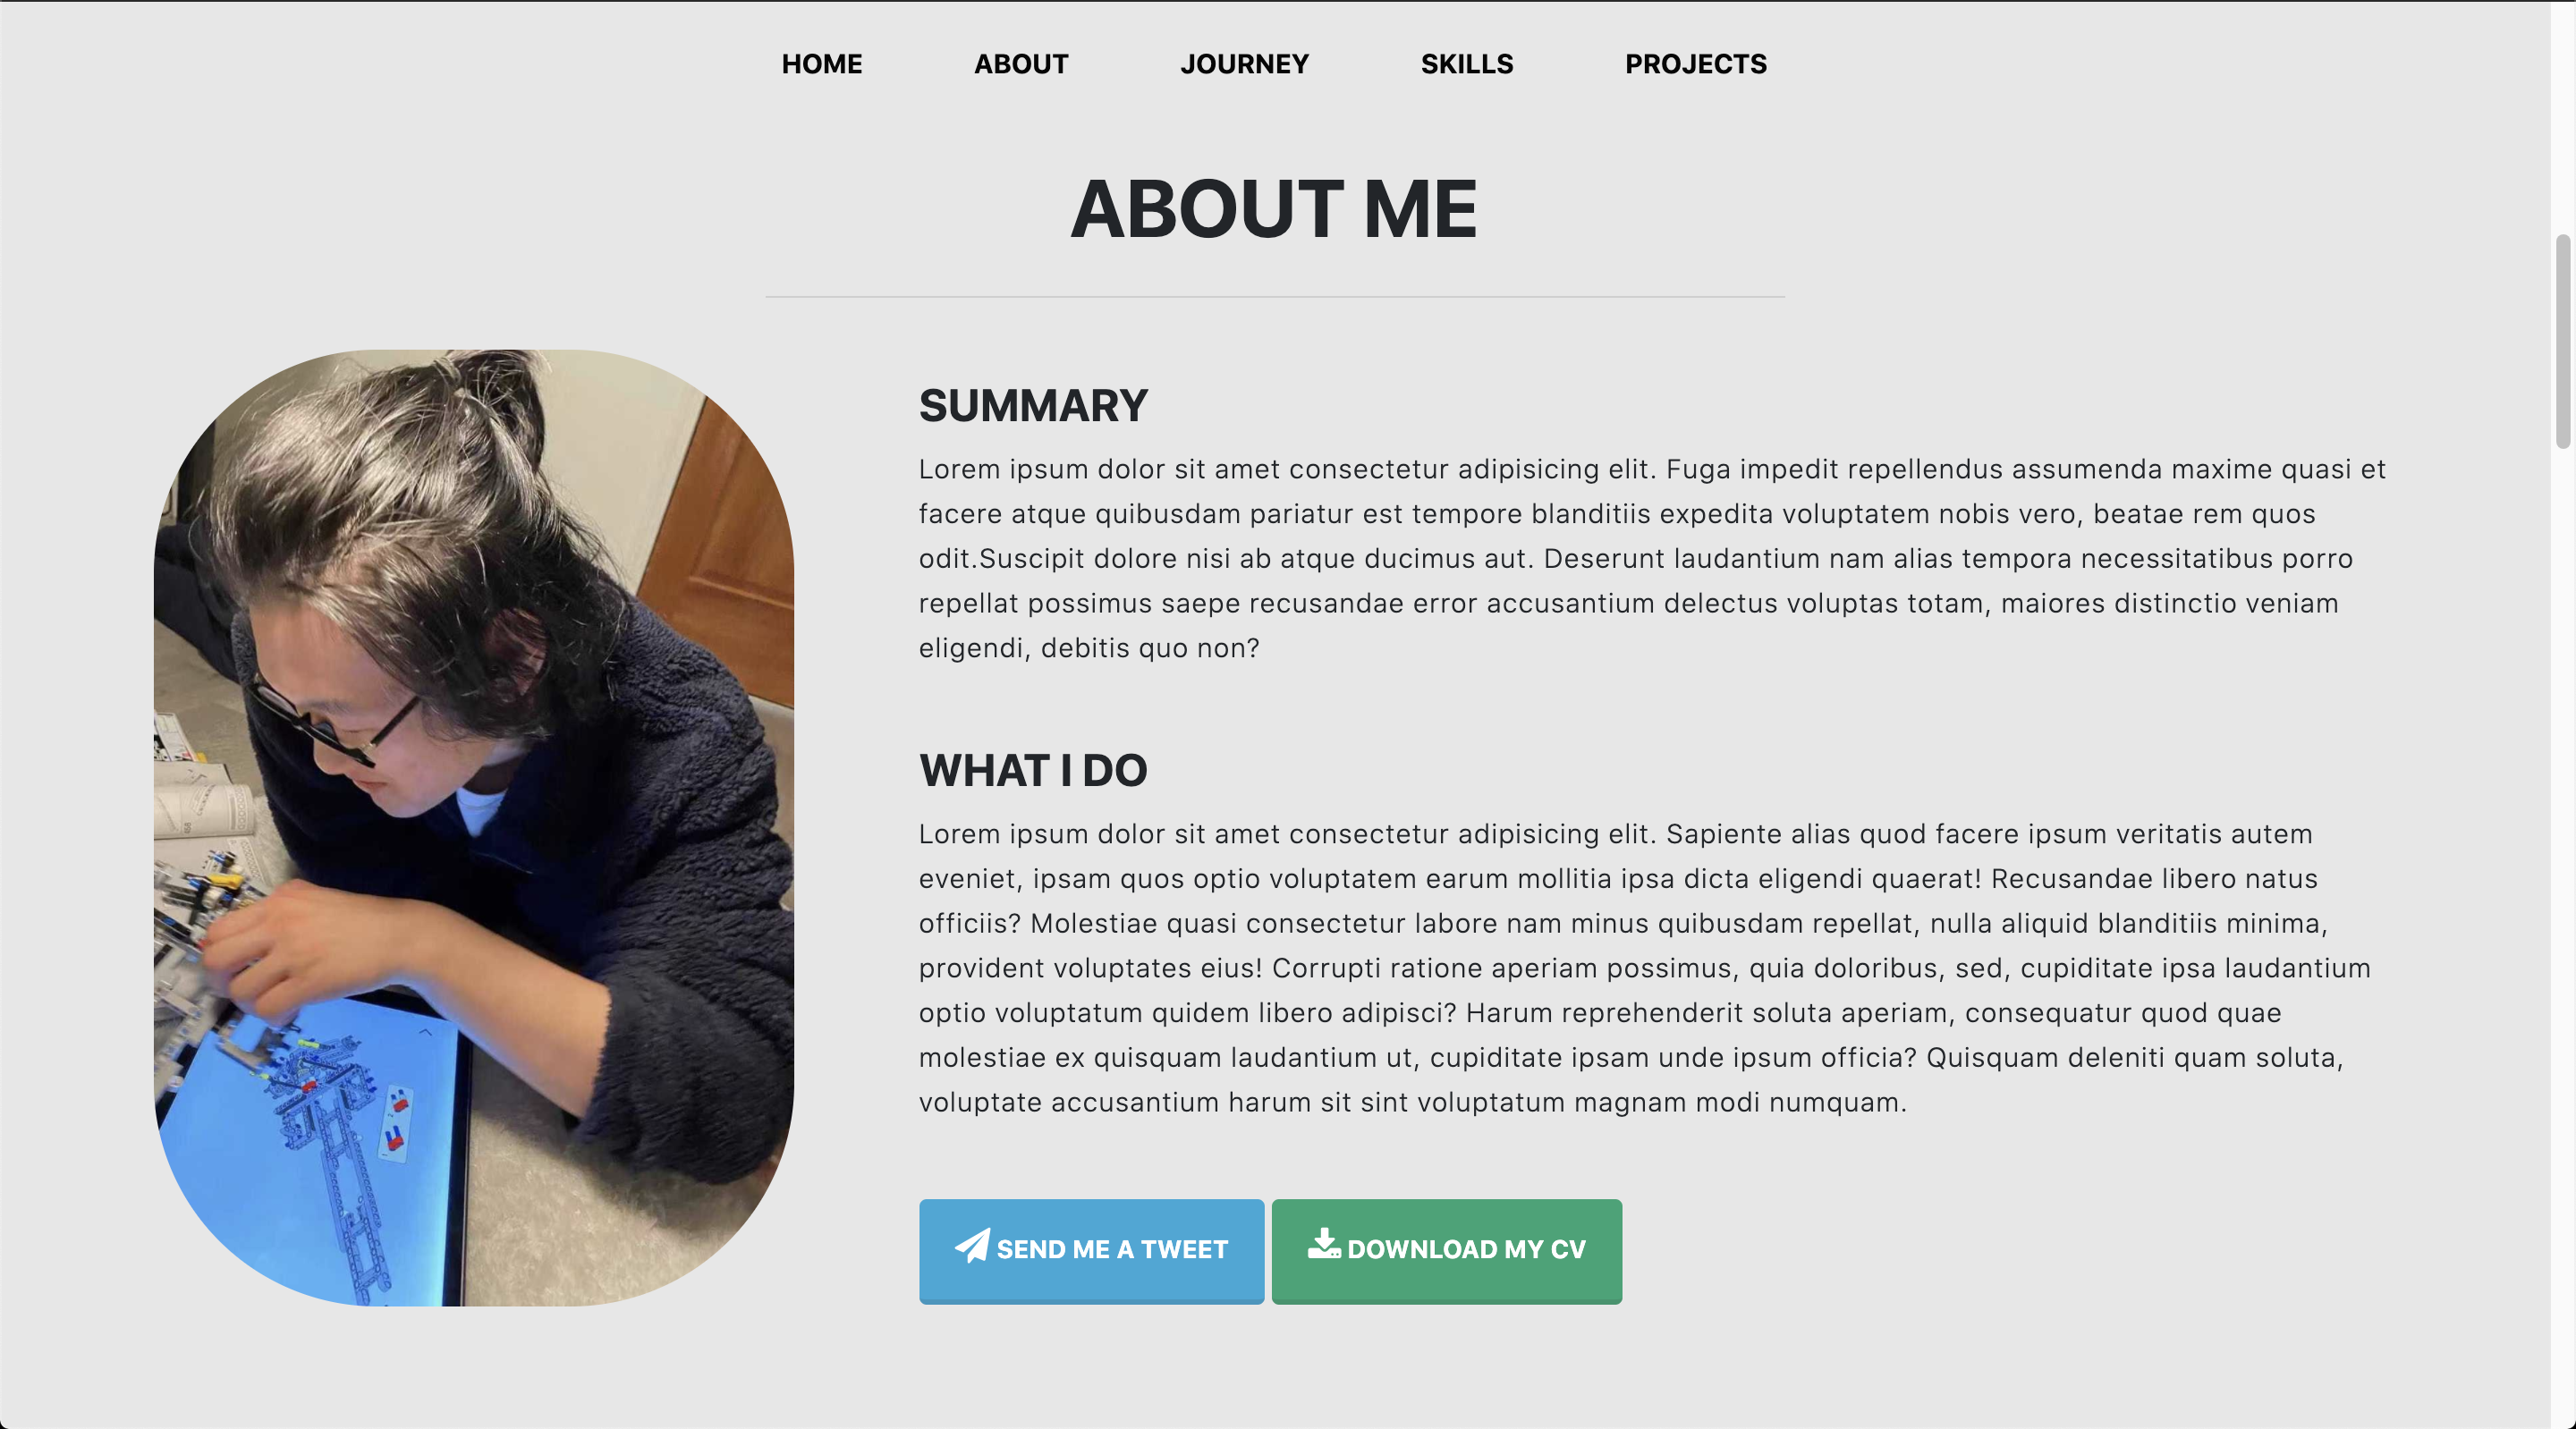 HOME ABOUT JOURNEY SKILLS PROJECTS
ABOUT ME
SUMMARY
Lorem ipsum dolor sit amet consectetur adipisicing elit. Fuga impedit repellendus assumenda maxime quasi et
facere atque quibusdam pariatur est tempore blanditiis expedita voluptatem nobis vero, beatae rem quos
odit.Suscipit dolore nisi ab atque ducimus aut. Deserunt laudantium nam alias tempora necessitatibus porro
repellat possimus saepe recusandae error accusantium delectus voluptas totam, maiores distinctio veniam
eligendi, debitis quo non?
WHAT I DO
Lorem ipsum dolor sit amet consectetur adipisicing elit. Sapiente alias quod facere ipsum veritatis autem
eveniet, ipsam quos optio voluptatem earum mollitia ipsa dicta eligendi quaerat! Recusandae libero natus
officiis? Molestiae quasi consectetur labore nam minus quibusdam repellat, nulla aliquid blanditiis minima,
provident voluptates eius! Corrupti ratione aperiam possimus, quia doloribus, sed, cupiditate ipsa laudantium
optio voluptatum quidem libero adipisci? Harum reprehenderit soluta aperiam, consequatur quod quae
molestiae ex quisquam laudantium ut, cupiditate ipsam unde ipsum officia? Quisquam deleniti quam soluta,
voluptate accusantium harum sit sint voluptatum magnam modi numquam.
SEND ME A TWEET DOWNLOAD MY CV